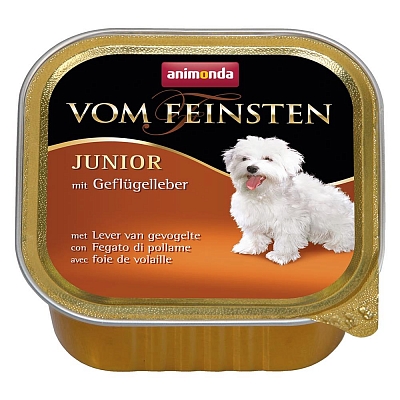 animonda
VOM FEINSTEN
JUNIOR
mit Geflügelleber
met Lever van gevogelte
con Fegato di pollame
avec foie de volaille